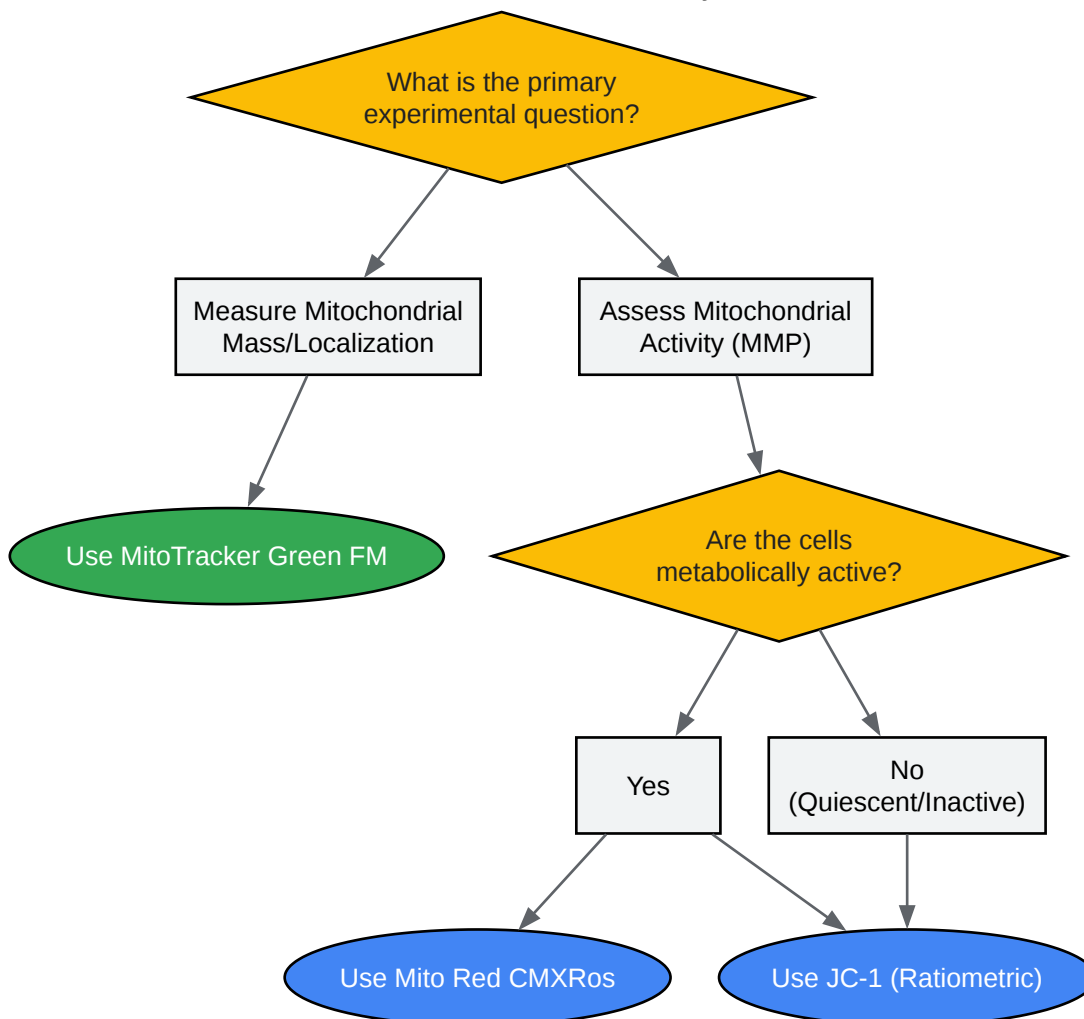 What is the primary
experimental question?
Measure Mitochondrial
Mass/Localization
Assess Mitochondrial
Activity (MMP)
Use MitoTracker Green FM
Are the cells
metabolically active?
Yes
No
(Quiescent/Inactive)
Use Mito Red CMXRos
Use JC-1 (Ratiometric)